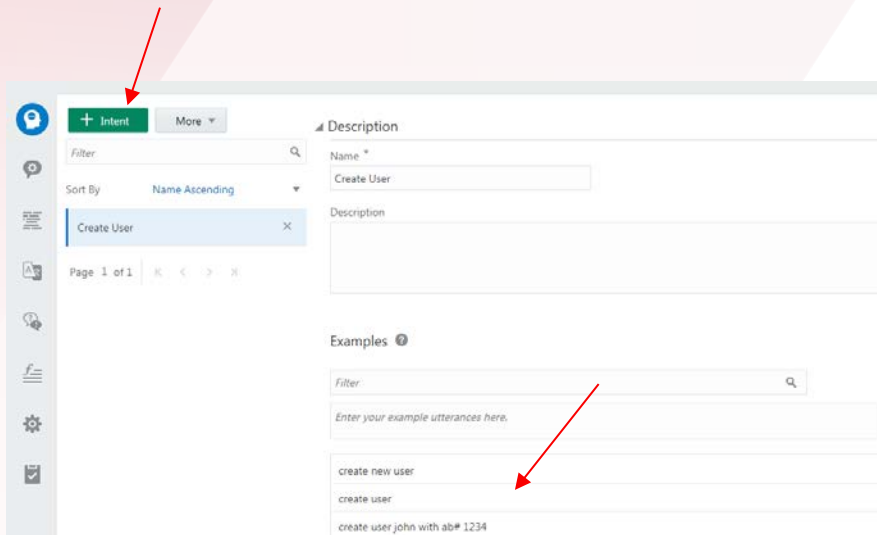 + Intent
More
Filter
Sort By Name Ascending
Create User
Page 1 of 1
Description
Name *
Create User
Description
Examples
Filter
Enter your example utterances here.
create new user
create user
create user john with ab# 1234